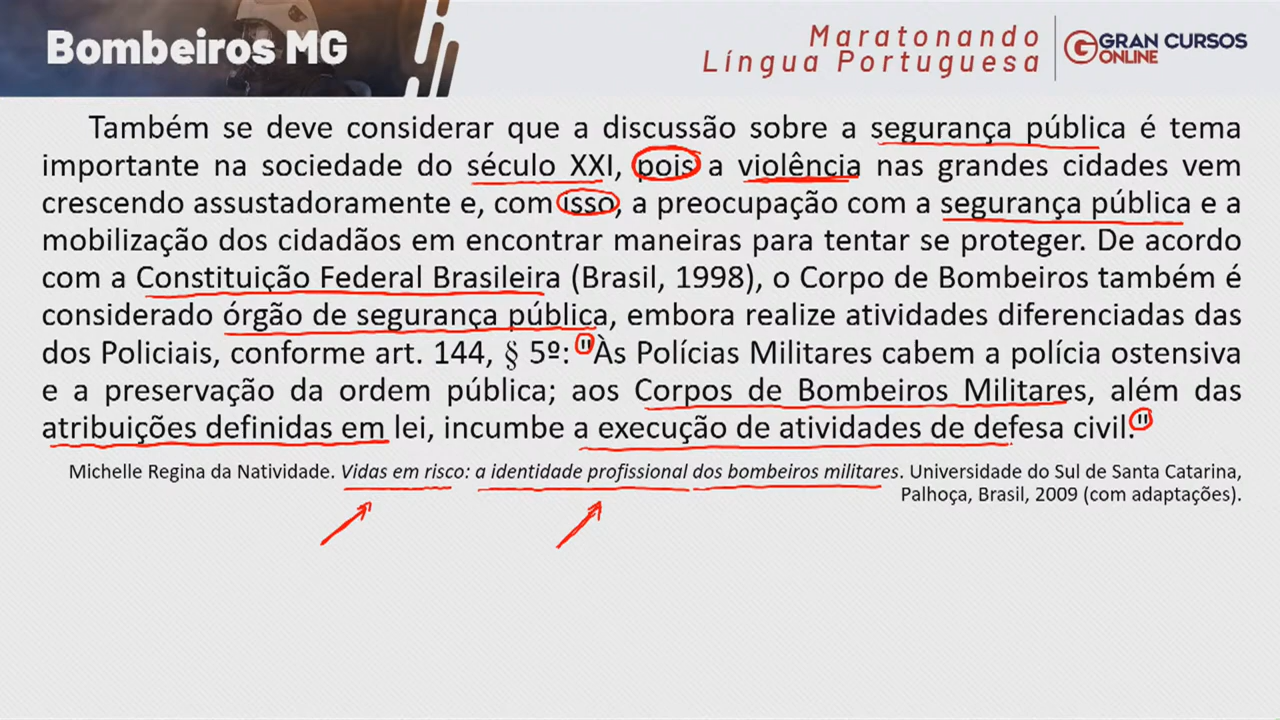 Bombeiros MG
Maratonando
Língua Portuguesa
GRAN CURSOS
ONLINE
Também se deve considerar que a discussão sobre a segurança pública é tema
importante na sociedade do século XXI, pois a violência nas grandes cidades vem
crescendo assustadoramente e, com isso, a preocupação com a segurança pública e a
mobilização dos cidadãos em encontrar maneiras para tentar se proteger. De acordo
com a Constituição Federal Brasileira (Brasil, 1998), o Corpo de Bombeiros também é
considerado órgão de segurança pública, embora realize atividades diferenciadas das
dos Policiais, conforme art. 144, § 5º: "Às Polícias Militares cabem a polícia ostensiva
e a preservação da ordem pública; aos Corpos de Bombeiros Militares, além das
atribuições definidas em lei, incumbe a execução de atividades de defesa civil."
Michelle Regina da Natividade. Vidas em risco: a identidade profissional dos bombeiros militares. Universidade do Sul de Santa Catarina,
Palhoça, Brasil, 2009 (com adaptações).